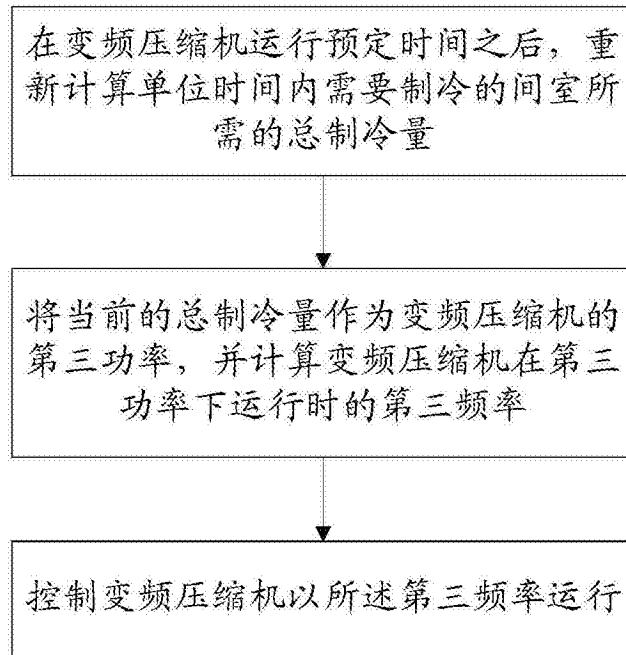 在变频压缩机运行预定时间之后，重
新计算单位时间内需要制冷的间室所
需的总制冷量
将当前的总制冷量作为变频压缩机的
第三功率，并计算变频压缩机在第三
功率下运行时的第三频率
控制变频压缩机以所述第三频率运行